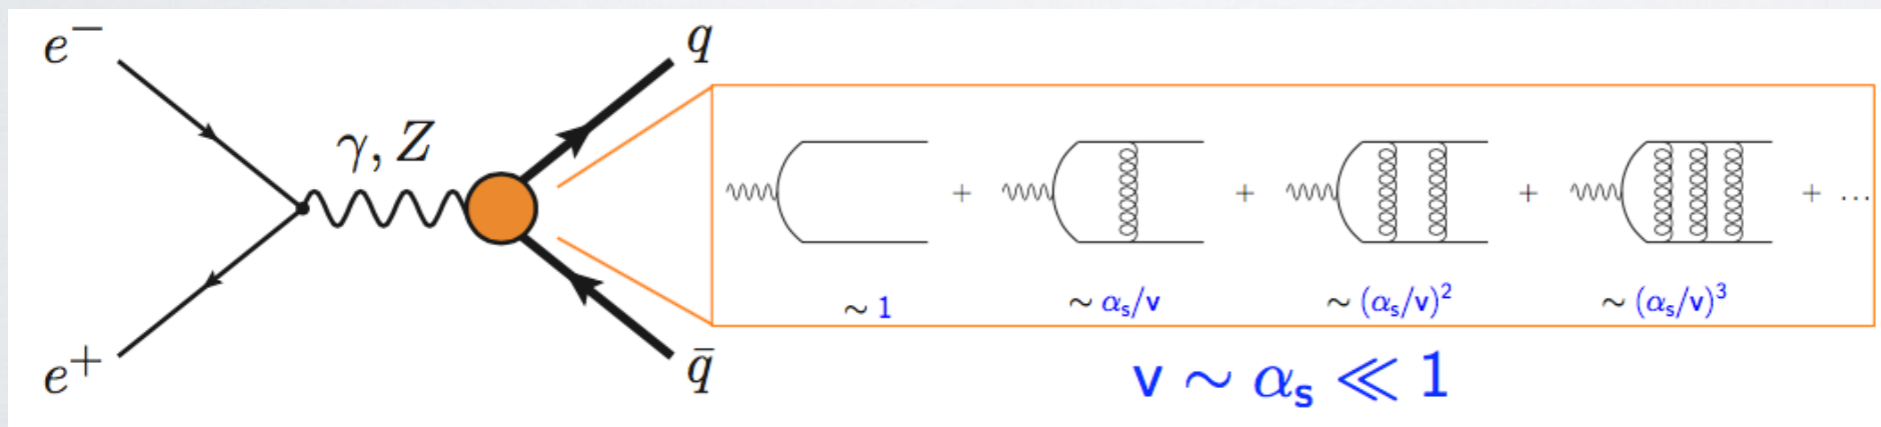 e⁻
e⁺
γ, Z
q
q̄
+ + + + …
~ 1
~ αₛ/v
~ (αₛ/v)²
~ (αₛ/v)³
v ~ αₛ ≪ 1